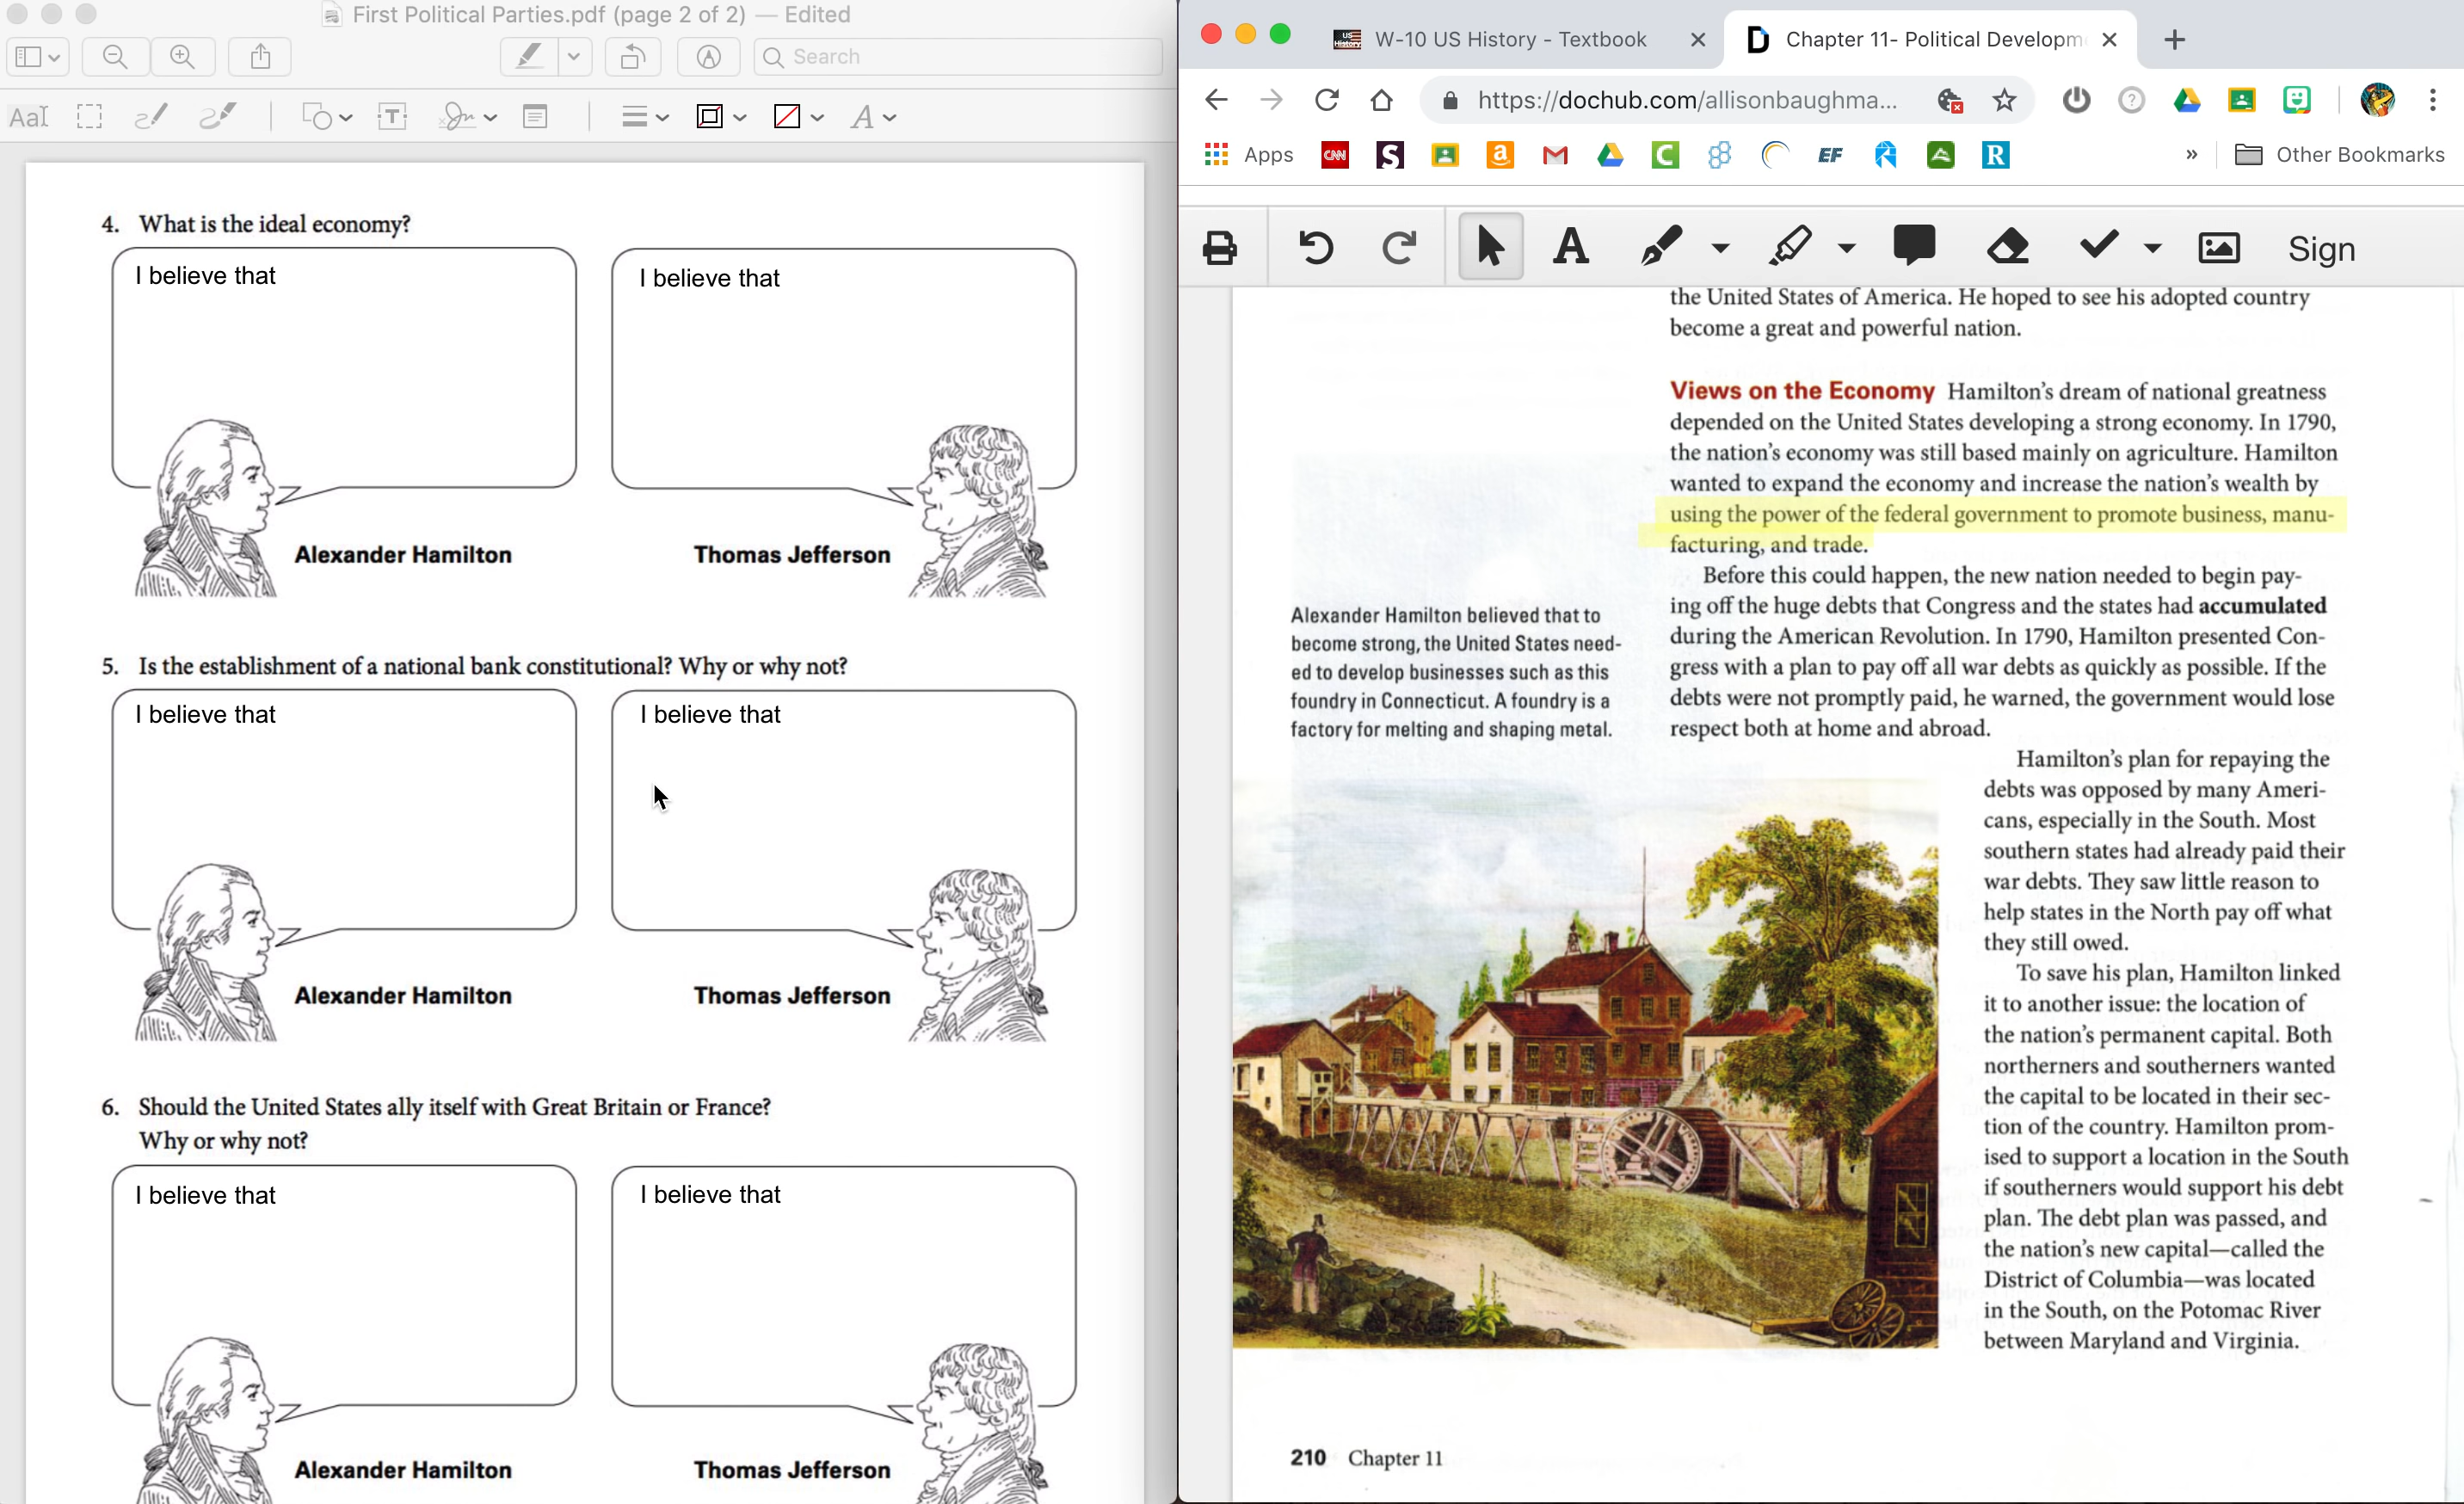 First Political Parties.pdf (page 2 of 2) — Edited
Search
4. What is the ideal economy?
I believe that
I believe that
Alexander Hamilton
Thomas Jefferson
5. Is the establishment of a national bank constitutional? Why or why not?
I believe that
I believe that
Alexander Hamilton
Thomas Jefferson
6. Should the United States ally itself with Great Britain or France?
Why or why not?
I believe that
I believe that
Alexander Hamilton
Thomas Jefferson
W-10 US History - Textbook
Chapter 11- Political Developm
https://dochub.com/allisonbaughma...
Apps
CNN
EF
Other Bookmarks
Sign
the United States of America. He hoped to see his adopted country
become a great and powerful nation.
Views on the Economy Hamilton's dream of national greatness
depended on the United States developing a strong economy. In 1790,
the nation's economy was still based mainly on agriculture. Hamilton
wanted to expand the economy and increase the nation's wealth by
using the power of the federal government to promote business, manu-
facturing, and trade.
Before this could happen, the new nation needed to begin pay-
ing off the huge debts that Congress and the states had accumulated
during the American Revolution. In 1790, Hamilton presented Con-
gress with a plan to pay off all war debts as quickly as possible. If the
debts were not promptly paid, he warned, the government would lose
respect both at home and abroad.
Alexander Hamilton believed that to
become strong, the United States need-
ed to develop businesses such as this
foundry in Connecticut. A foundry is a
factory for melting and shaping metal.
Hamilton's plan for repaying the
debts was opposed by many Ameri-
cans, especially in the South. Most
southern states had already paid their
war debts. They saw little reason to
help states in the North pay off what
they still owed.
To save his plan, Hamilton linked
it to another issue: the location of
the nation's permanent capital. Both
northerners and southerners wanted
the capital to be located in their sec-
tion of the country. Hamilton prom-
ised to support a location in the South
if southerners would support his debt
plan. The debt plan was passed, and
the nation's new capital—called the
District of Columbia—was located
in the South, on the Potomac River
between Maryland and Virginia.
210 Chapter 11